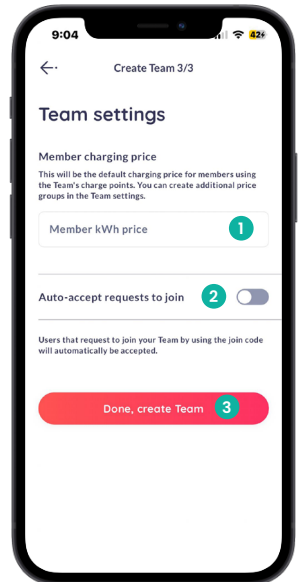 9:04
42
Create Team 3/3
Team settings
Member charging price
This will be the default charging price for members using
the Team's charge points. You can create additional price
groups in the Team settings.
Member kWh price 1
Auto-accept requests to join 2
Users that request to join your Team by using the join code
will automatically be accepted.
Done, create Team 3